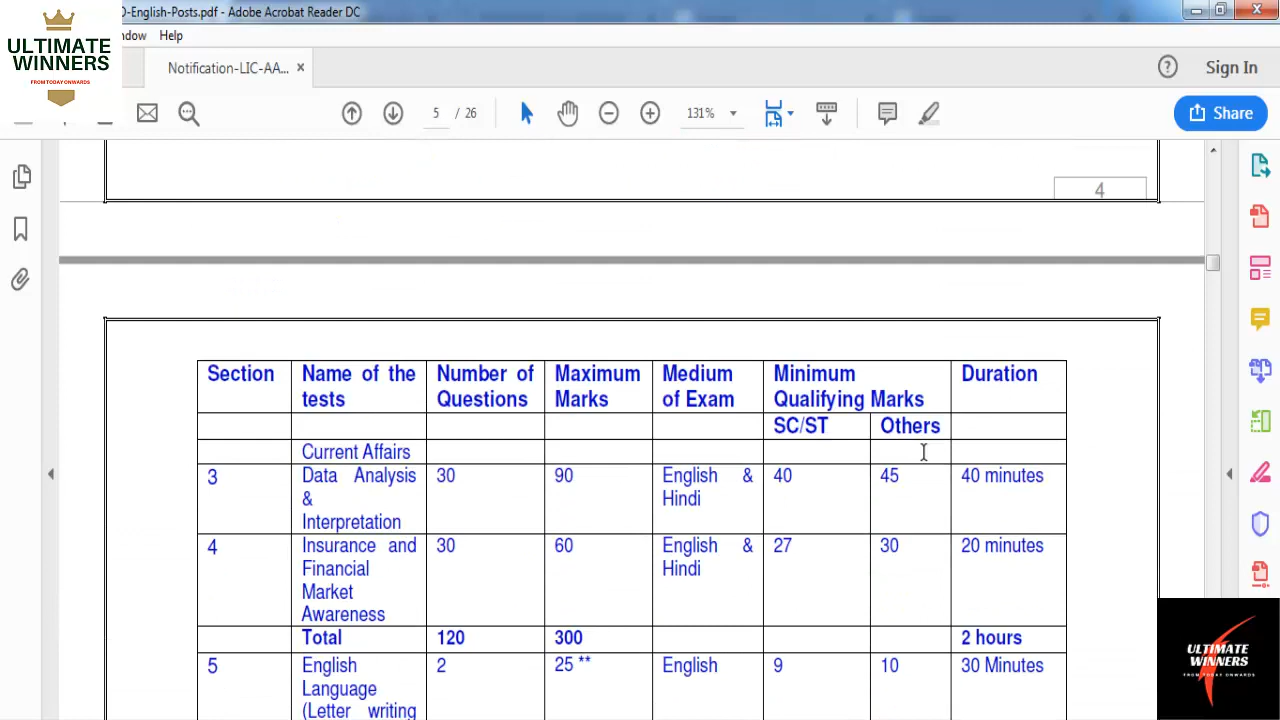 D-English-Posts.pdf - Adobe Acrobat Reader DC
ULTIMATE
WINNERS
FROM TODAY ONWARDS
ndow Help
Notification-LIC-AA... ×
Sign In
5 / 26
131%
Share
4
Section Name of the tests Number of Questions Maximum Marks Medium of Exam Minimum Qualifying Marks Duration
SC/ST Others
Current Affairs
3 Data Analysis & Interpretation 30 90 English & Hindi 40 45 40 minutes
4 Insurance and Financial Market Awareness 30 60 English & Hindi 27 30 20 minutes
Total 120 300 2 hours
5 English Language (Letter writing 2 25 ** English 9 10 30 Minutes
ULTIMATE
WINNERS
FROM TODAY ONWARDS